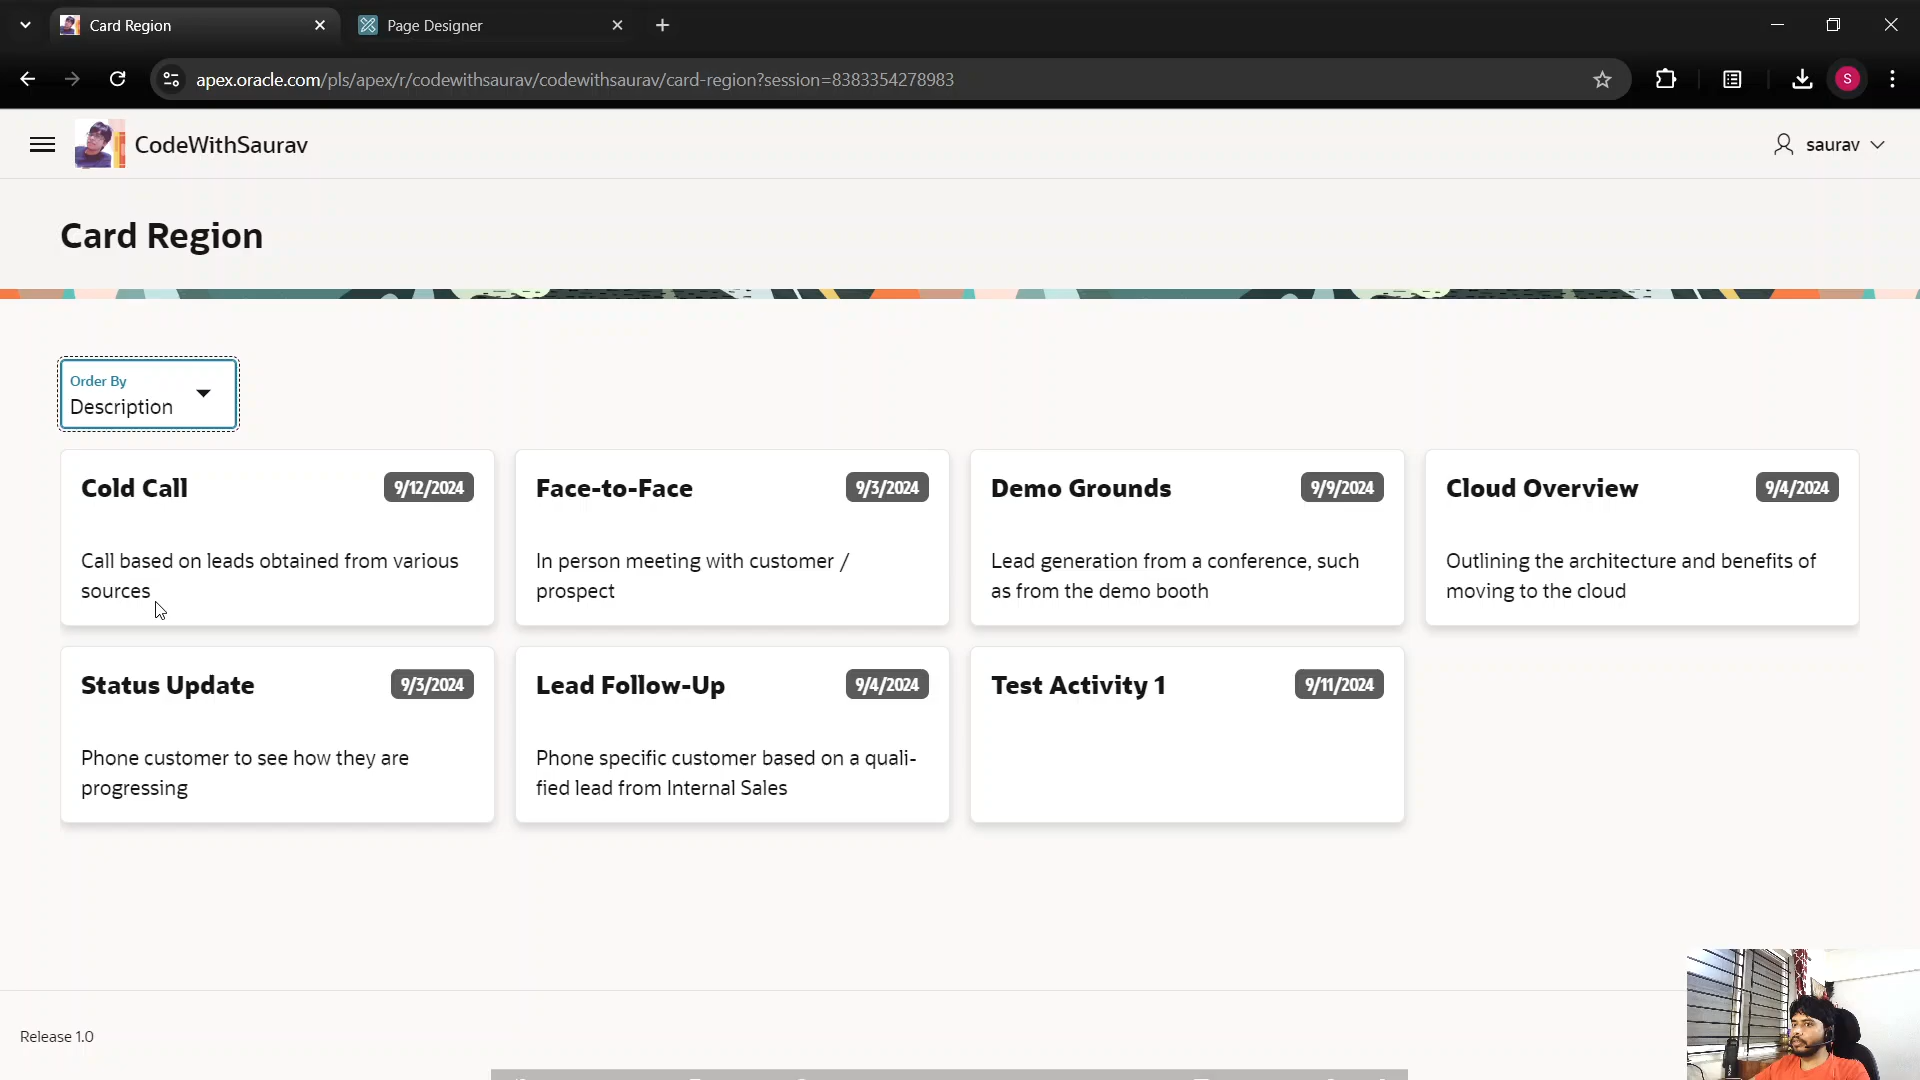 Card Region
Page Designer
apex.oracle.com/pls/apex/r/codewithsaurav/codewithsaurav/card-region?session=8383354278983
S
CodeWithSaurav
saurav
Card Region
Order By
Description
Cold Call
9/12/2024
Call based on leads obtained from various
sources
Face-to-Face
9/3/2024
In person meeting with customer /
prospect
Demo Grounds
9/9/2024
Lead generation from a conference, such
as from the demo booth
Cloud Overview
9/4/2024
Outlining the architecture and benefits of
moving to the cloud
Status Update
9/3/2024
Phone customer to see how they are
progressing
Lead Follow-Up
9/4/2024
Phone specific customer based on a quali-
fied lead from Internal Sales
Test Activity 1
9/11/2024
Release 1.0